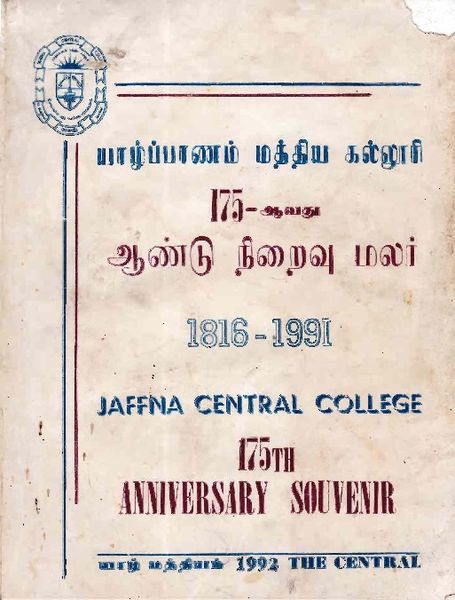 யாழ்ப்பாணம் மத்திய கல்லூரி
175-ஆவது
ஆண்டு நிறைவு மலர்
1816-1991
JAFFNA CENTRAL COLLEGE
175TH
ANNIVERSARY SOUVENIR
யாழ் மத்தியக் 1992 THE CENTRAL